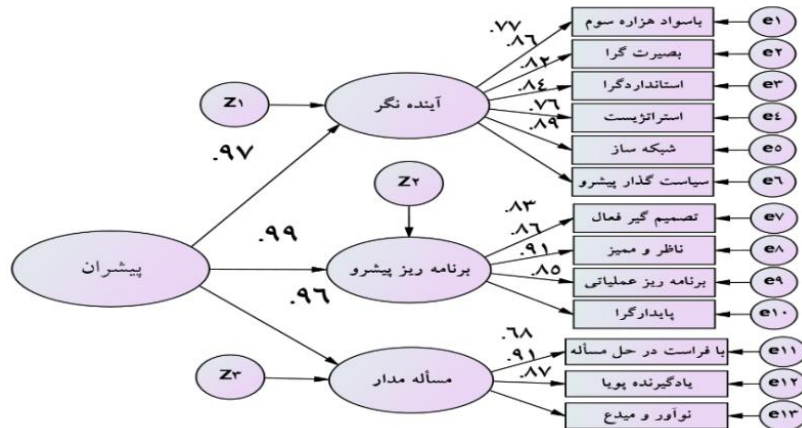 .۷۷
باسواد هزاره سوم
e۱
.۸۶
بصیرت گرا
e۲
.۸۲
استانداردگرا
e۳
.۸۴
استراتژیست
e۴
.۷۶
شبکه ساز
e۵
.۸۹
سیاست گذار پیشرو
e۶
آینده نگر
Z۱
.۹۷
Z۲
.۸۳
تصمیم گیر فعال
e۷
.۸۶
ناظر و ممیز
e۸
.۹۱
برنامه ریز عملیاتی
e۹
.۸۵
پایدارگرا
e۱۰
.۹۹
برنامه ریز پیشرو
پیشران
.۹۶
.۶۸
با فراست در حل مسأله
e۱۱
.۹۱
یادگیرنده پویا
e۱۲
.۸۷
نوآور و میدع
e۱۳
مسأله مدار
Z۳